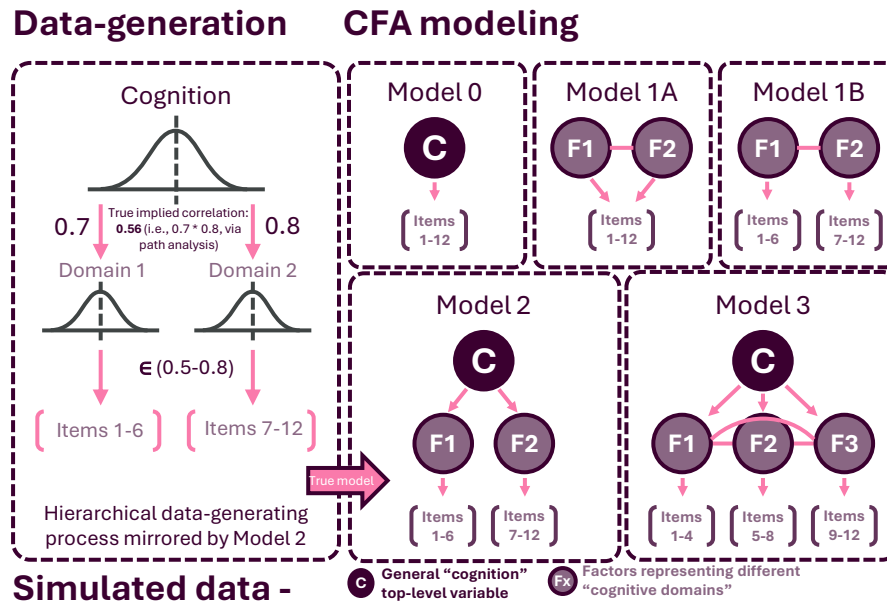 Data-generation
CFA modeling
Cognition
0.7
True implied correlation:
0.56 (i.e., 0.7 * 0.8, via
path analysis)
0.8
Domain 1
Domain 2
∈ (0.5-0.8)
Items 1-6
Items 7-12
True model
Hierarchical data-generating
process mirrored by Model 2
Model 0
C
Items
1-12
Model 1A
F1
F2
Items
1-12
Model 1B
F1
F2
Items
1-6
Items
7-12
Model 2
C
F1
F2
Items
1-6
Items
7-12
Model 3
C
F1
F2
F3
Items
1-4
Items
5-8
Items
9-12
Simulated data -
C
General “cognition”
top-level variable
Fx
Factors representing different
“cognitive domains”